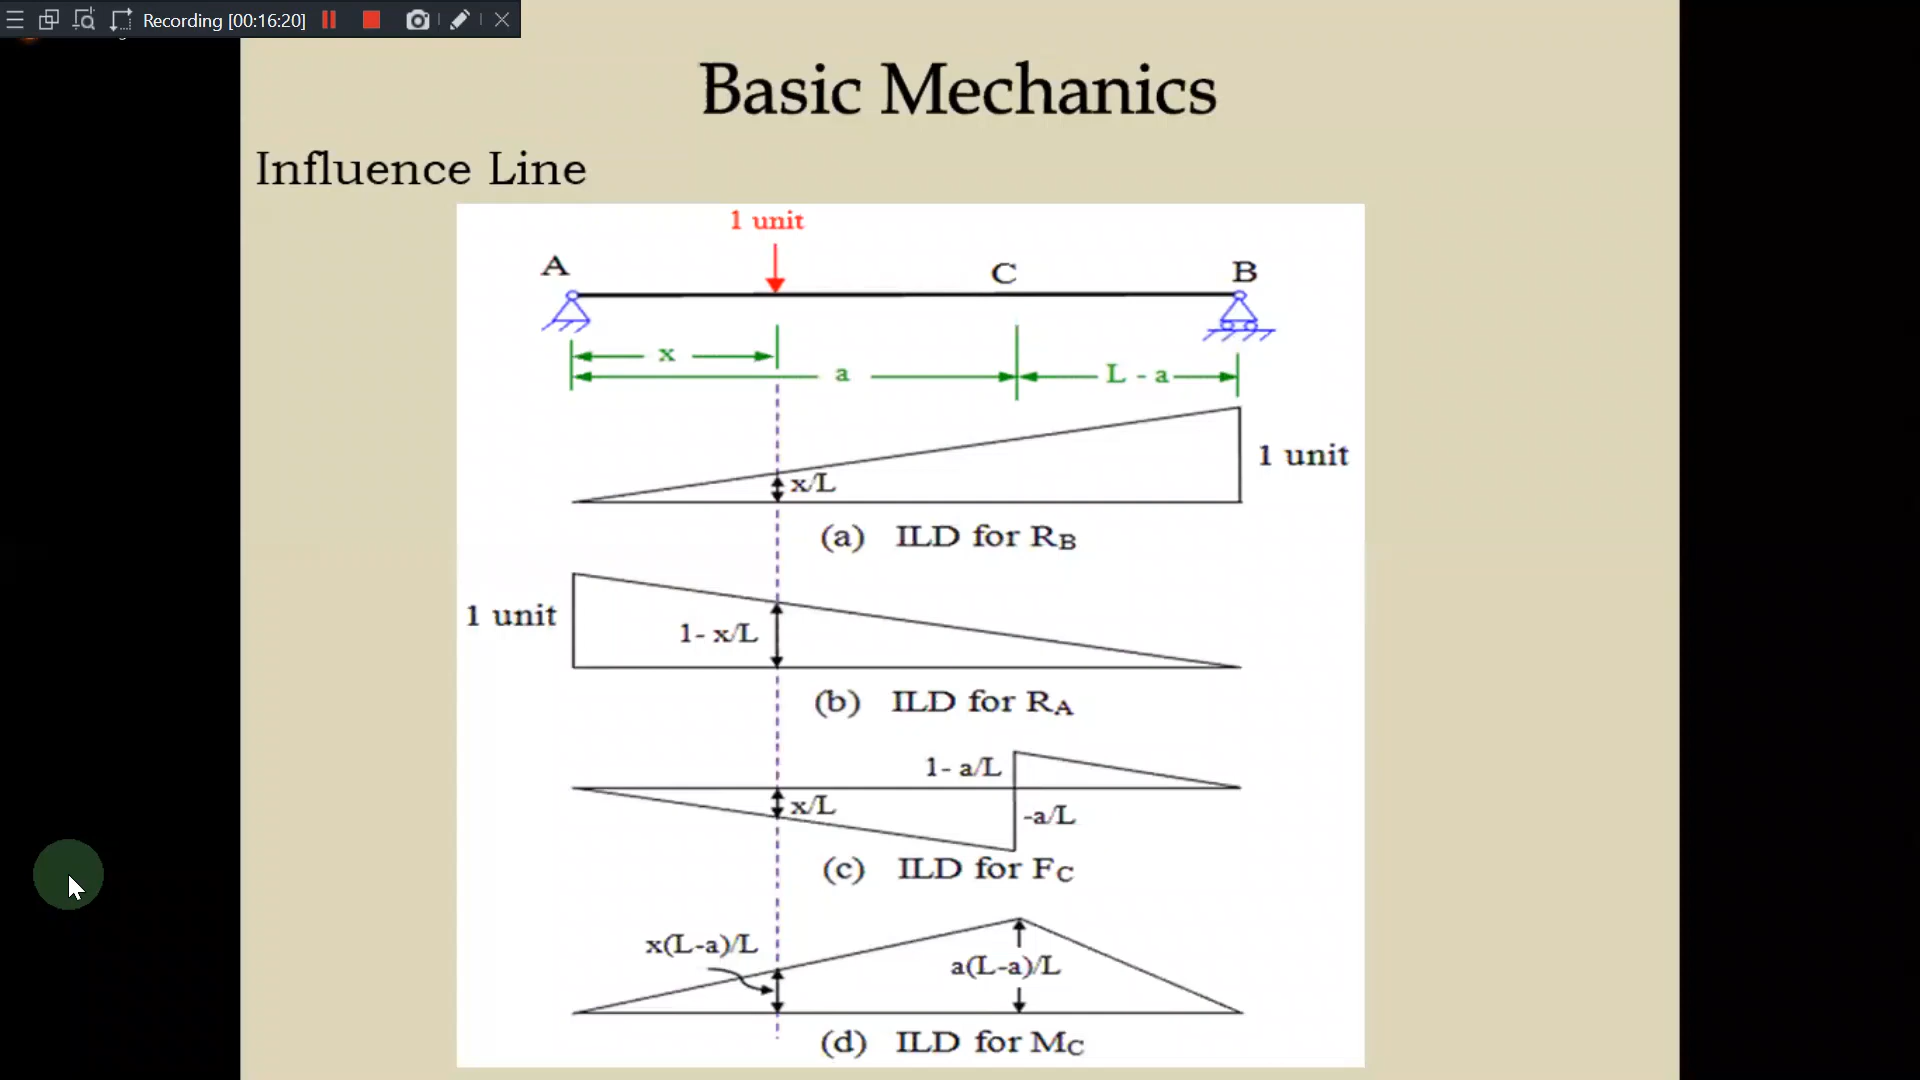 Recording [00:16:20]
Basic Mechanics
Influence Line
1 unit
A
C
B
x
a
L - a
x/L
1 unit
(a) ILD for RB
1 unit
1- x/L
(b) ILD for RA
1- a/L
x/L
-a/L
(c) ILD for FC
x(L-a)/L
a(L-a)/L
(d) ILD for MC